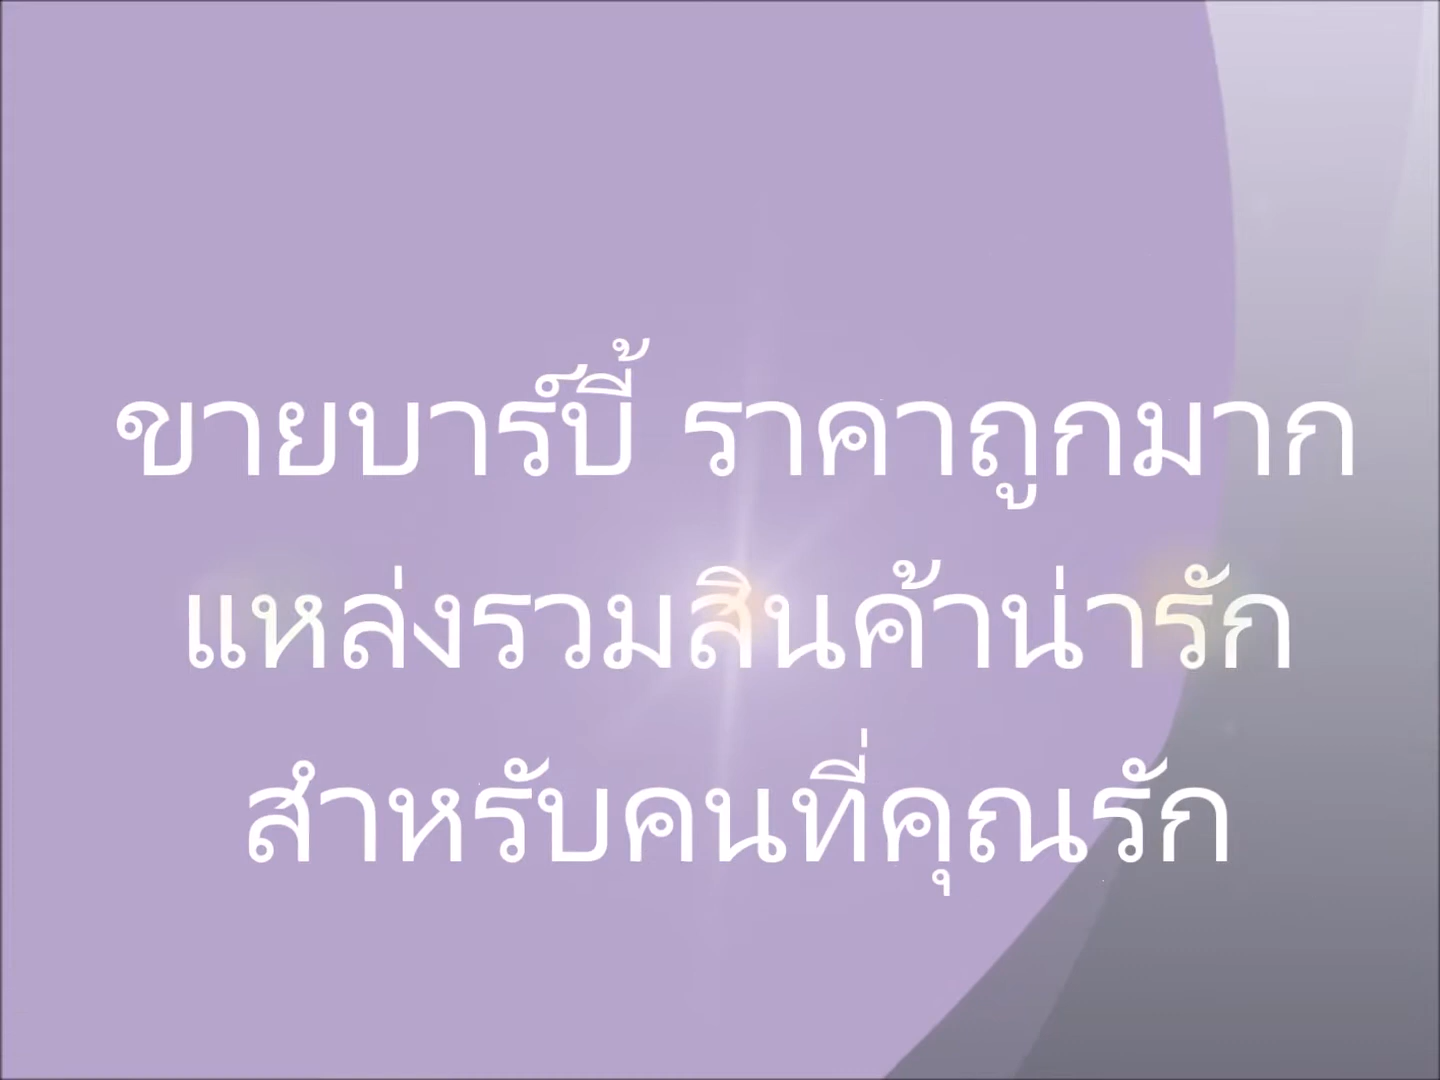 ขายบาร์บี้ ราคาถูกมาก
แหล่งรวมสินค้าน่ารัก
สำหรับคนที่คุณรัก